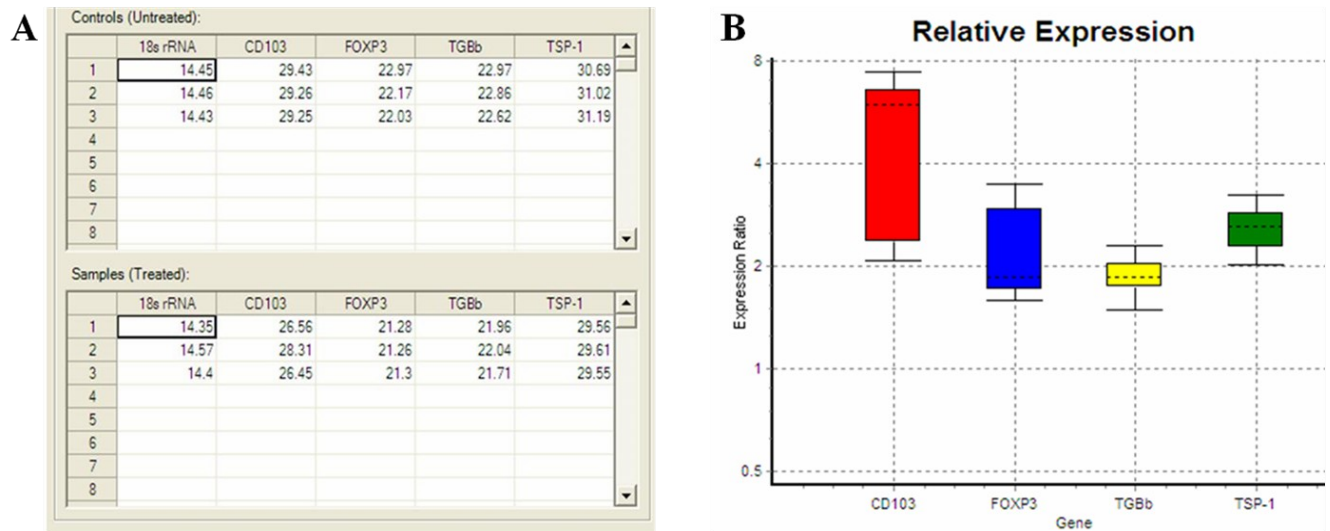 A
Controls (Untreated):
18s rRNA CD103 FOXP3 TGBb TSP-1
1 14.45 29.43 22.97 22.97 30.69
2 14.46 29.26 22.17 22.86 31.02
3 14.43 29.25 22.03 22.62 31.19
4
5
6
7
8
Samples (Treated):
18s rRNA CD103 FOXP3 TGBb TSP-1
1 14.35 26.56 21.28 21.96 29.56
2 14.57 28.31 21.26 22.04 29.61
3 14.4 26.45 21.3 21.71 29.55
4
5
6
7
8
B
Relative Expression
Expression Ratio
8
4
2
1
0.5
CD103 FOXP3 TGBb TSP-1
Gene